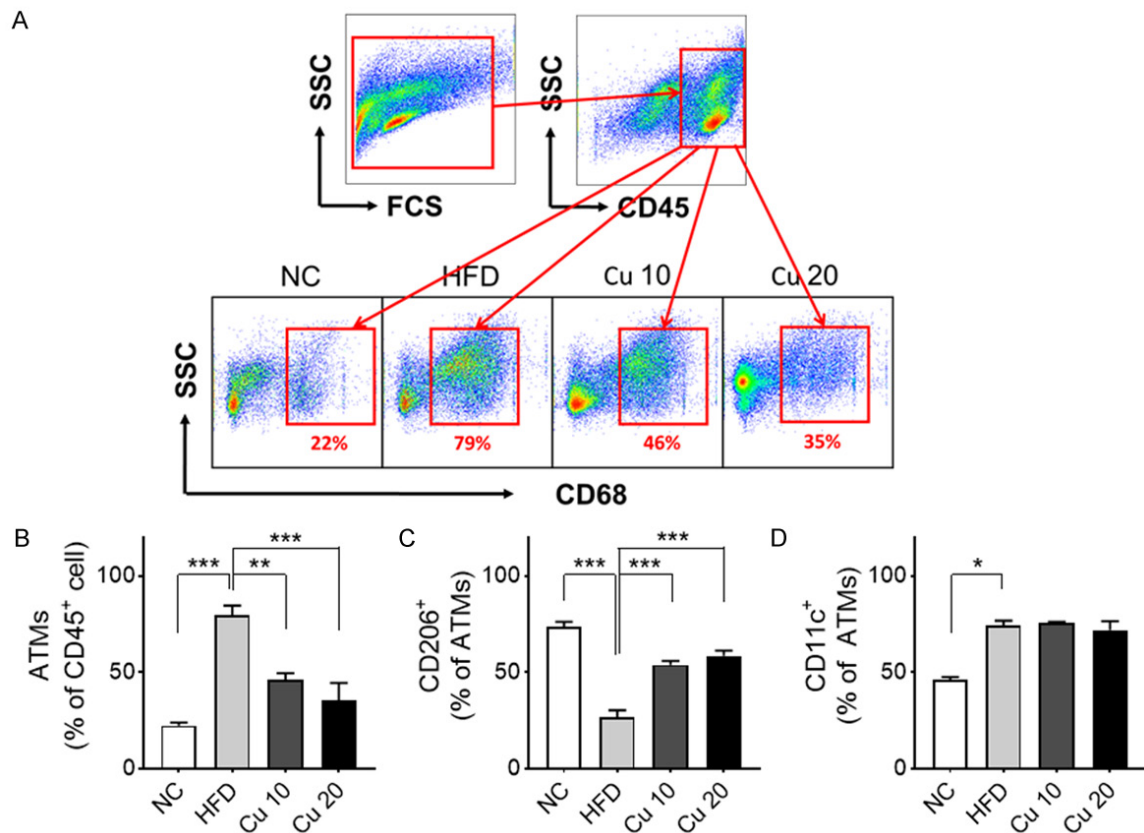 A
SSC
FCS
SSC
CD45
NC
HFD
Cu 10
Cu 20
SSC
22%
79%
46%
35%
CD68
B
ATMs
(% of CD45⁺ cell)
100
50
0
***
**
***
NC
HFD
Cu 10
Cu 20
C
CD206⁺
(% of ATMs)
100
50
0
***
***
***
NC
HFD
Cu 10
Cu 20
D
CD11c⁺
(% of ATMs)
100
50
0
*
NC
HFD
Cu 10
Cu 20